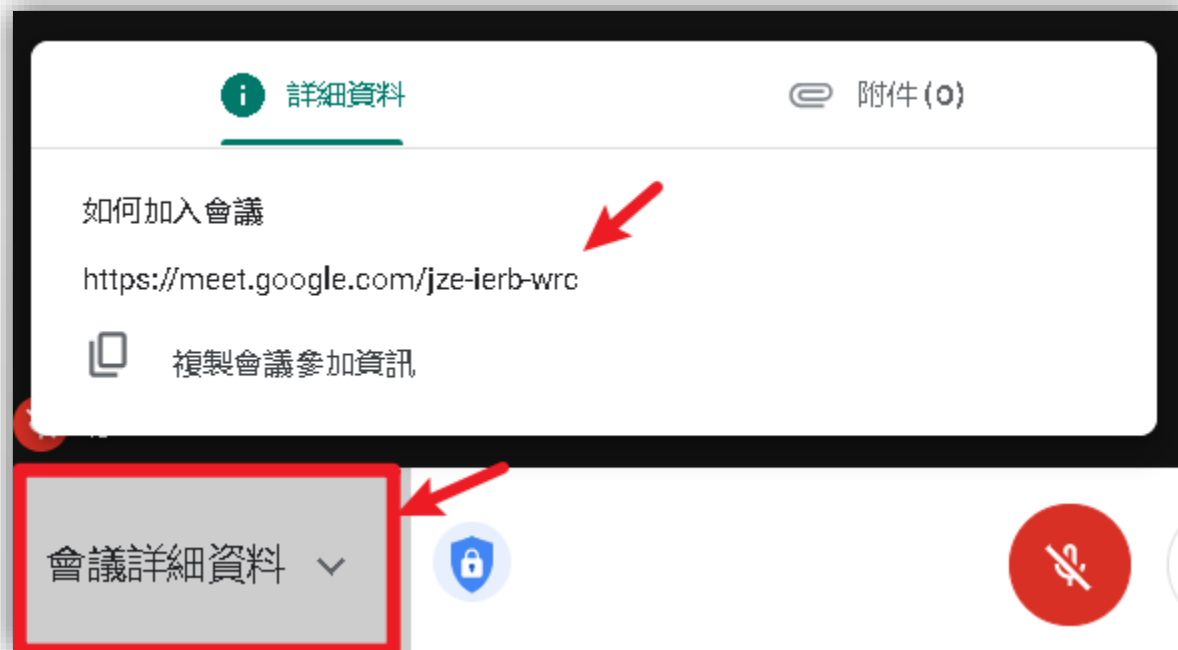 詳細資料
附件(0)
如何加入會議
https://meet.google.com/jze-ierb-wrc
複製會議參加資訊
會議詳細資料